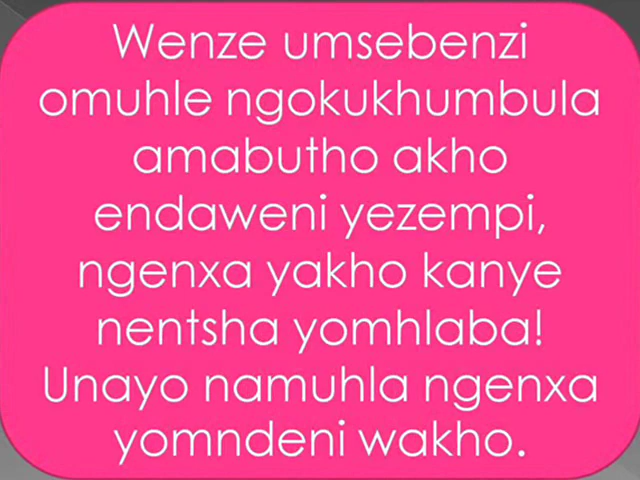 Wenze umsebenzi
omuhle ngokukhumbula
amabutho akho
endaweni yezempi,
ngenxa yakho kanye
nentsha yomhlaba!
Unayo namuhla ngenxa
yomndeni wakho.